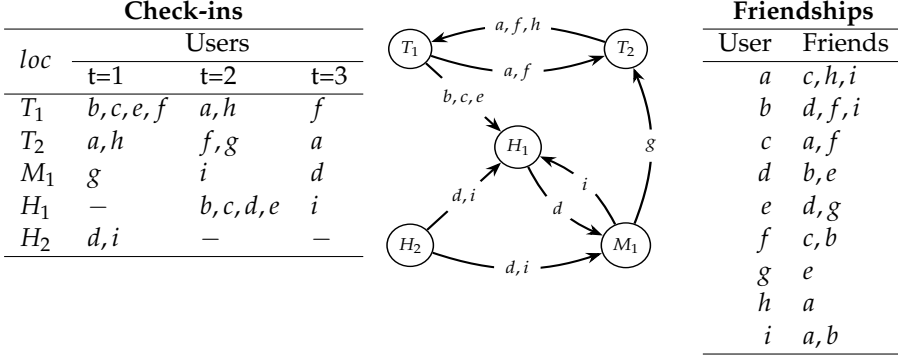 Check-ins
loc Users
t=1 t=2 t=3
T1 b, c, e, f a, h f
T2 a, h f, g a
M1 g i d
H1 − b, c, d, e i
H2 d, i − −
a, f, h
T1 T2
a, f
b, c, e
H1 g
d, i i
d
H2 M1
d, i
Friendships
User Friends
a c, h, i
b d, f, i
c a, f
d b, e
e d, g
f c, b
g e
h a
i a, b